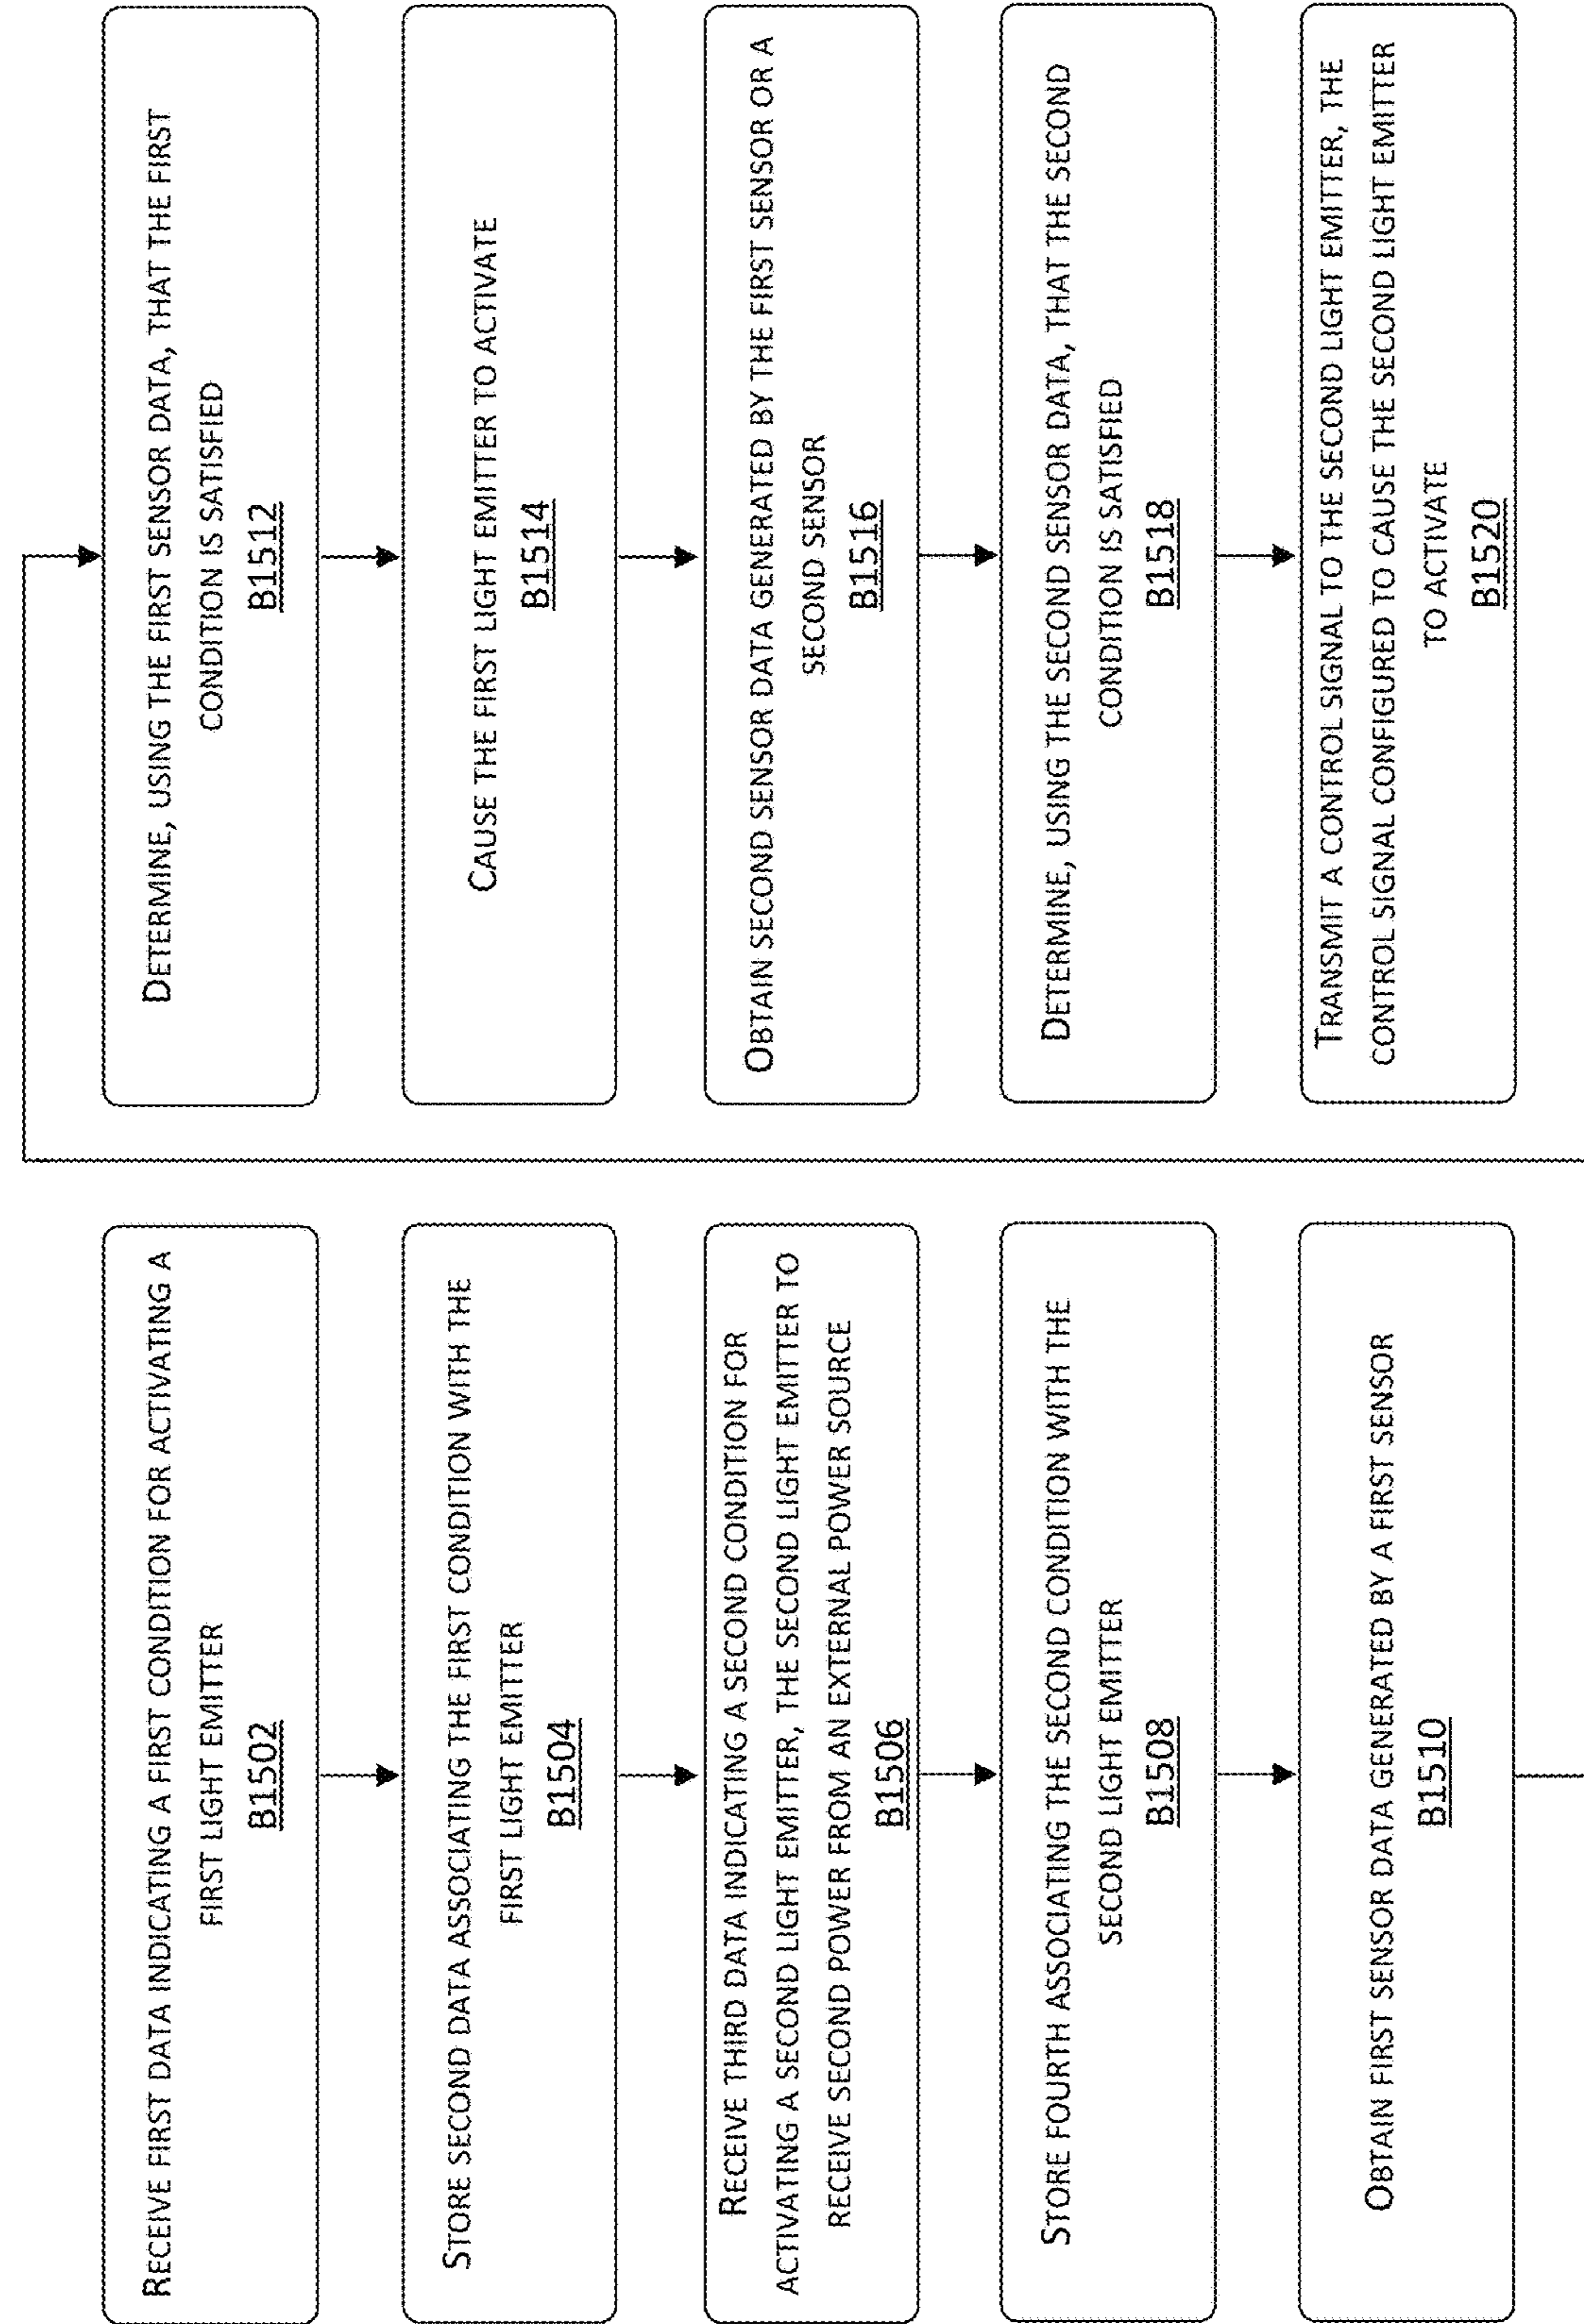 RECEIVE FIRST DATA INDICATING A FIRST CONDITION FOR ACTIVATING A
FIRST LIGHT EMITTER
B1502
STORE SECOND DATA ASSOCIATING THE FIRST CONDITION WITH THE
FIRST LIGHT EMITTER
B1504
RECEIVE THIRD DATA INDICATING A SECOND CONDITION FOR
ACTIVATING A SECOND LIGHT EMITTER, THE SECOND LIGHT EMITTER TO
RECEIVE SECOND POWER FROM AN EXTERNAL POWER SOURCE
B1506
STORE FOURTH ASSOCIATING THE SECOND CONDITION WITH THE
SECOND LIGHT EMITTER
B1508
OBTAIN FIRST SENSOR DATA GENERATED BY A FIRST SENSOR
B1510
DETERMINE, USING THE FIRST SENSOR DATA, THAT THE FIRST
CONDITION IS SATISFIED
B1512
CAUSE THE FIRST LIGHT EMITTER TO ACTIVATE
B1514
OBTAIN SECOND SENSOR DATA GENERATED BY THE FIRST SENSOR OR A
SECOND SENSOR
B1516
DETERMINE, USING THE SECOND SENSOR DATA, THAT THE SECOND
CONDITION IS SATISFIED
B1518
TRANSMIT A CONTROL SIGNAL TO THE SECOND LIGHT EMITTER, THE
CONTROL SIGNAL CONFIGURED TO CAUSE THE SECOND LIGHT EMITTER
TO ACTIVATE
B1520